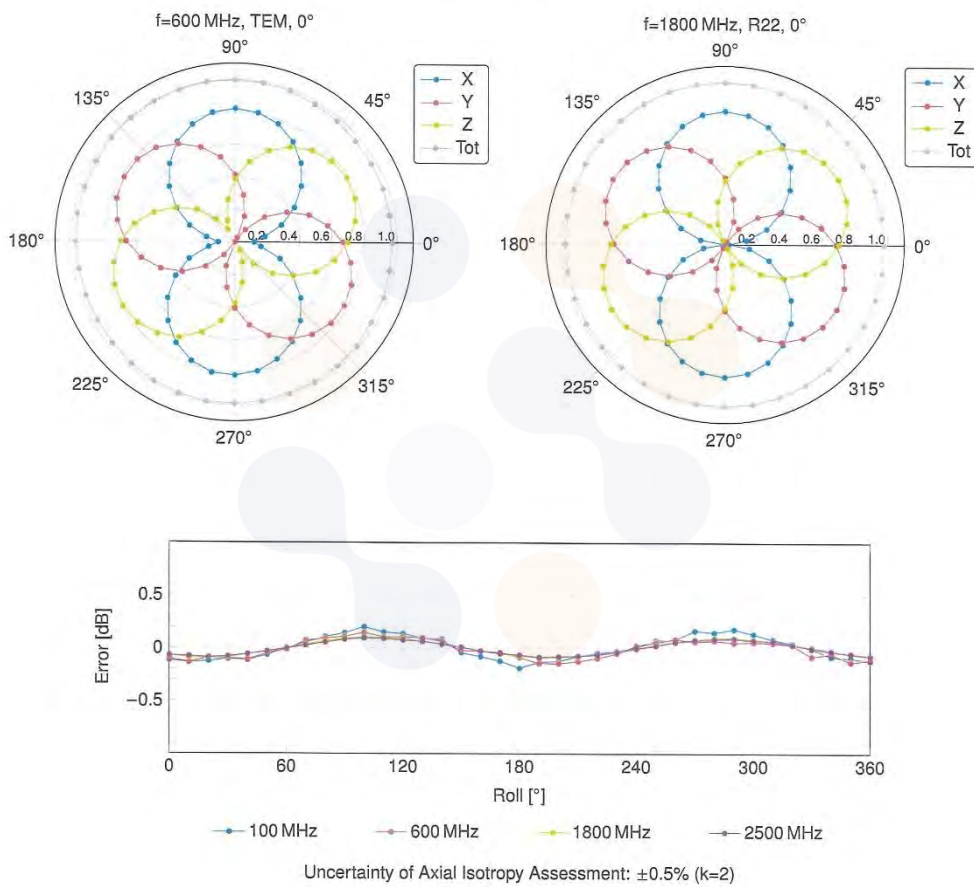 f=600 MHz, TEM, 0°
90°
135°
45°
180°
0.2 0.4 0.6 0.8 1.0
0°
225°
315°
270°
X
Y
Z
Tot
f=1800 MHz, R22, 0°
90°
135°
45°
180°
0.2 0.4 0.6 0.8 1.0
0°
225°
315°
270°
X
Y
Z
Tot
Error [dB]
0.5
0
−0.5
0 60 120 180 240 300 360
Roll [°]
100 MHz 600 MHz 1800 MHz 2500 MHz
Uncertainty of Axial Isotropy Assessment: ±0.5% (k=2)